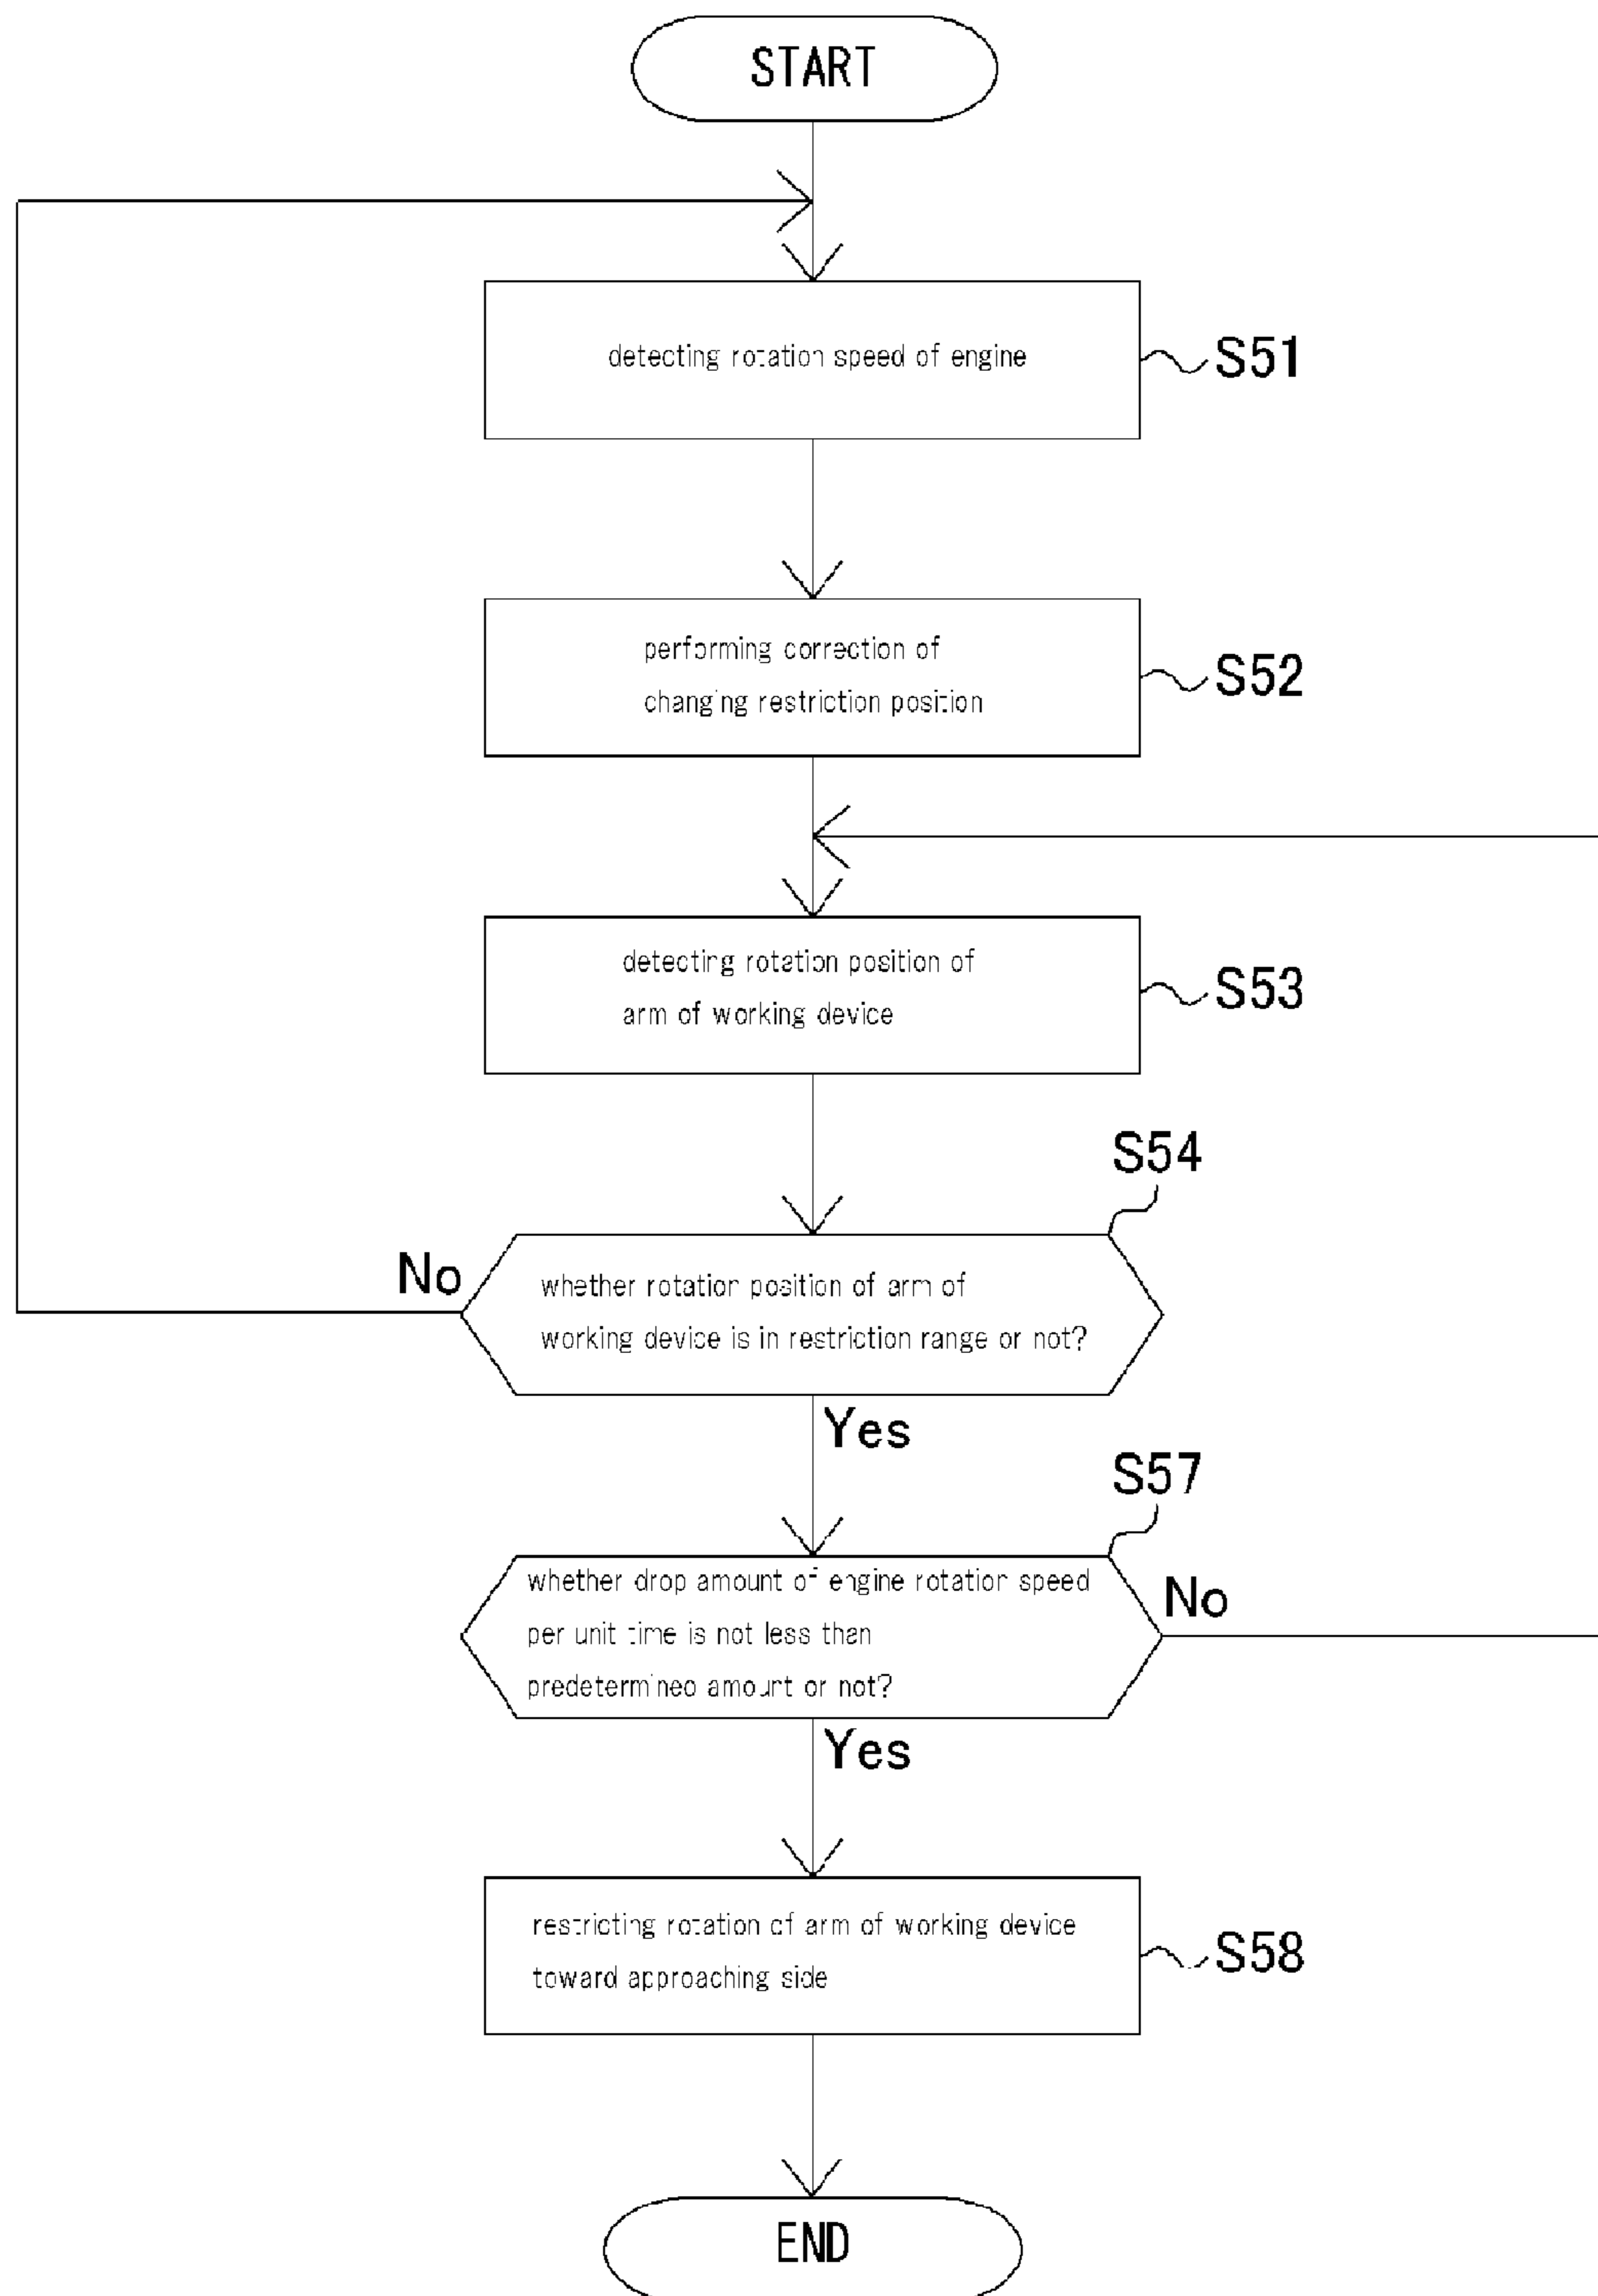 START
detecting rotation speed of engine
S51
performing correction of
changing restriction position
S52
detecting rotation position of
arm of working device
S53
S54
No
whether rotation position of arm of
working device is in restriction range or not?
Yes
S57
whether drop amount of engine rotation speed
per unit time is not less than
predetermined amount or not?
No
Yes
restricting rotation of arm of working device
toward approaching side
S58
END